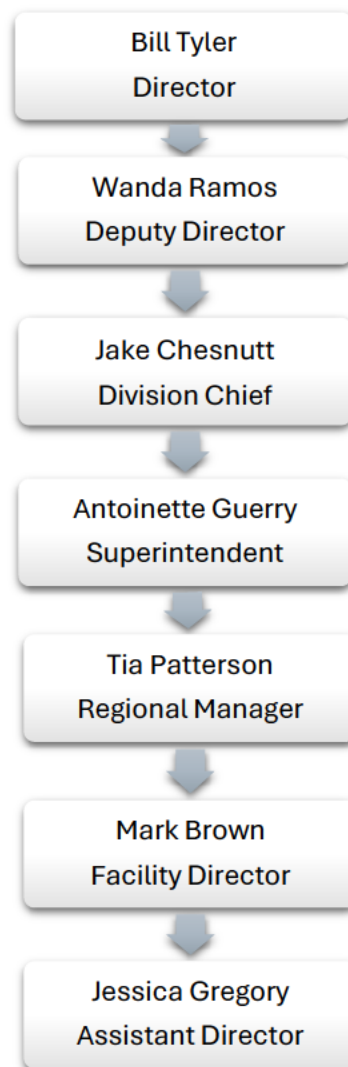 Bill Tyler
Director
Wanda Ramos
Deputy Director
Jake Chesnutt
Division Chief
Antoinette Guerry
Superintendent
Tia Patterson
Regional Manager
Mark Brown
Facility Director
Jessica Gregory
Assistant Director